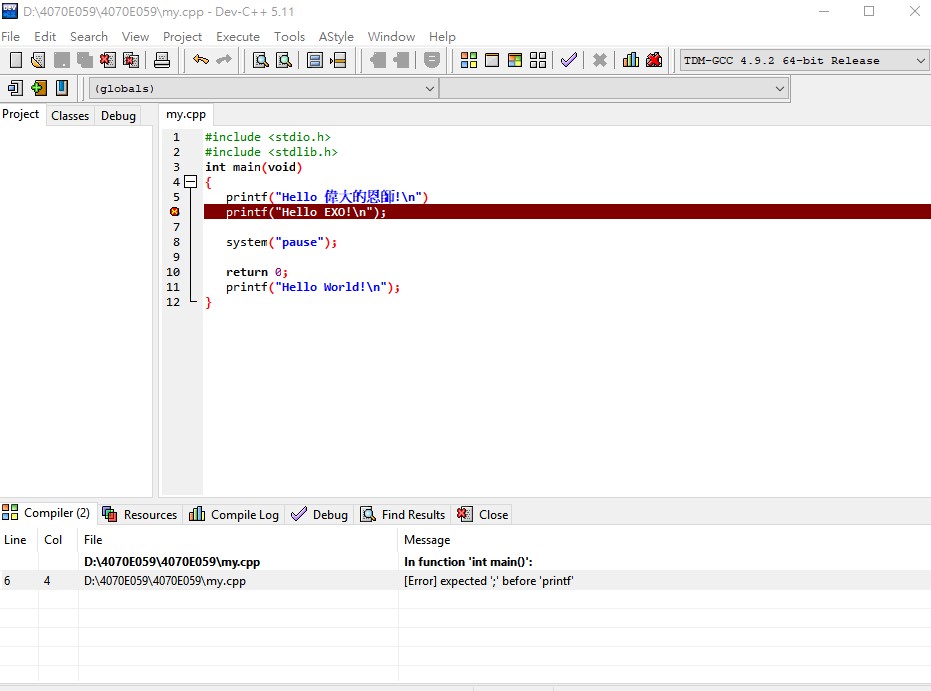 D:\4070E059\4070E059\my.cpp - Dev-C++ 5.11
File Edit Search View Project Execute Tools AStyle Window Help
TDM-GCC 4.9.2 64-bit Release
(globals)
Project Classes Debug
my.cpp
1 #include <stdio.h>
2 #include <stdlib.h>
3 int main(void)
4 {
5 printf("Hello 偉大的恩師!\n")
printf("Hello EXO!\n");
7
8 system("pause");
9
10 return 0;
11 printf("Hello World!\n");
12 }
Compiler (2) Resources Compile Log Debug Find Results Close
Line Col File Message
D:\4070E059\4070E059\my.cpp In function 'int main()':
6 4 D:\4070E059\4070E059\my.cpp [Error] expected ';' before 'printf'